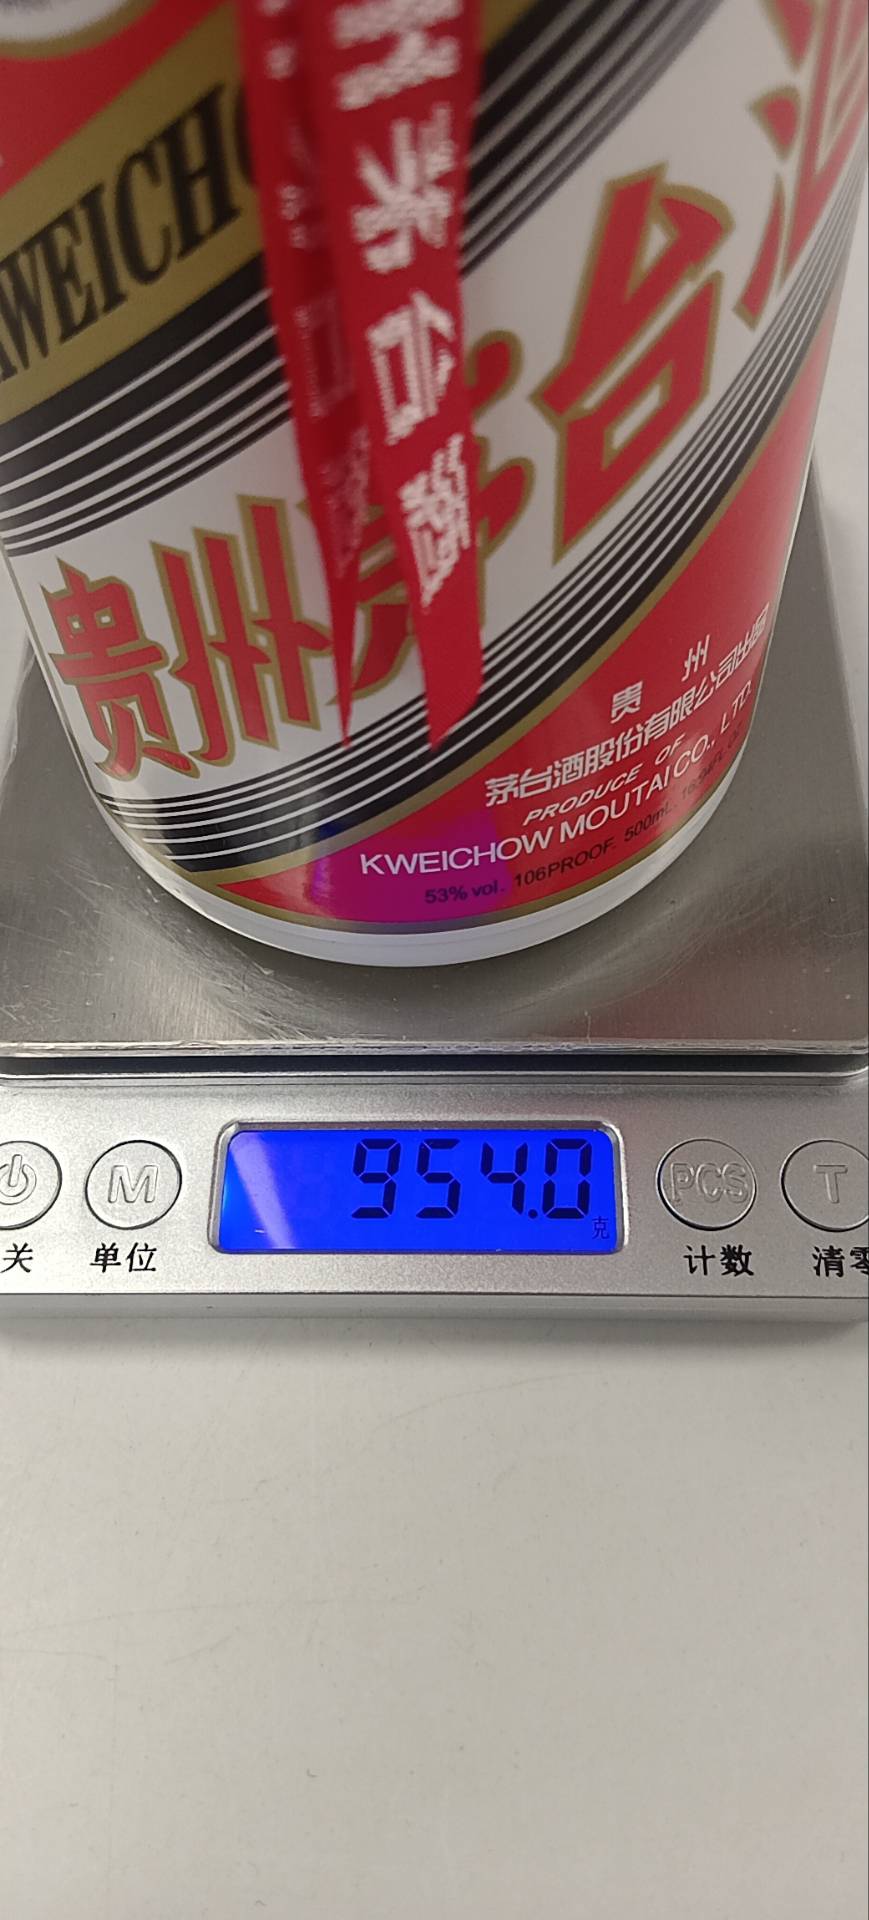 KWEICHO
茅台酒
贵州茅台酒
贵州
茅台酒股份有限公司出品
PRODUCE OF
KWEICHOW MOUTAI CO., LTD.
53% vol. 106PROOF. 500mL.
954.0
克
M
PCS
T
关
单位
计数
清零